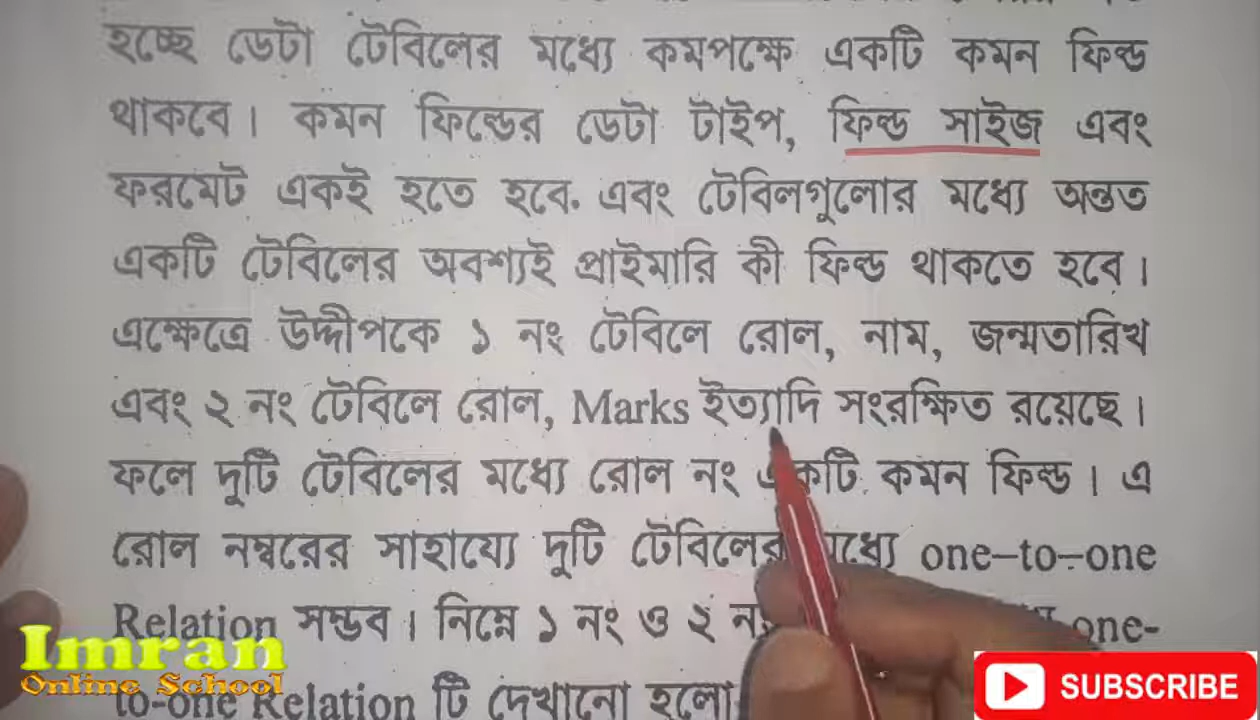 হচ্ছে ডেটা টেবিলের মধ্যে কমপক্ষে একটি কমন ফিল্ড
থাকবে। কমন ফিল্ডের ডেটা টাইপ, ফিল্ড সাইজ এবং
ফরমেট একই হতে হবে. এবং টেবিলগুলোর মধ্যে অন্তত
একটি টেবিলের অবশ্যই প্রাইমারি কী ফিল্ড থাকতে হবে।
এক্ষেত্রে উদ্দীপকে ১ নং টেবিলে রোল, নাম, জন্মতারিখ
এবং ২ নং টেবিলে রোল, Marks ইত্যাদি সংরক্ষিত রয়েছে।
ফলে দুটি টেবিলের মধ্যে রোল নং একটি কমন ফিল্ড। এ
রোল নম্বরের সাহায্যে দুটি টেবিলের মধ্যে one–to–one
Relation সম্ভব। নিম্নে ১ নং ও ২ one-
to-one Relation টি দেখানো হলো
Imran
Online School
SUBSCRIBE